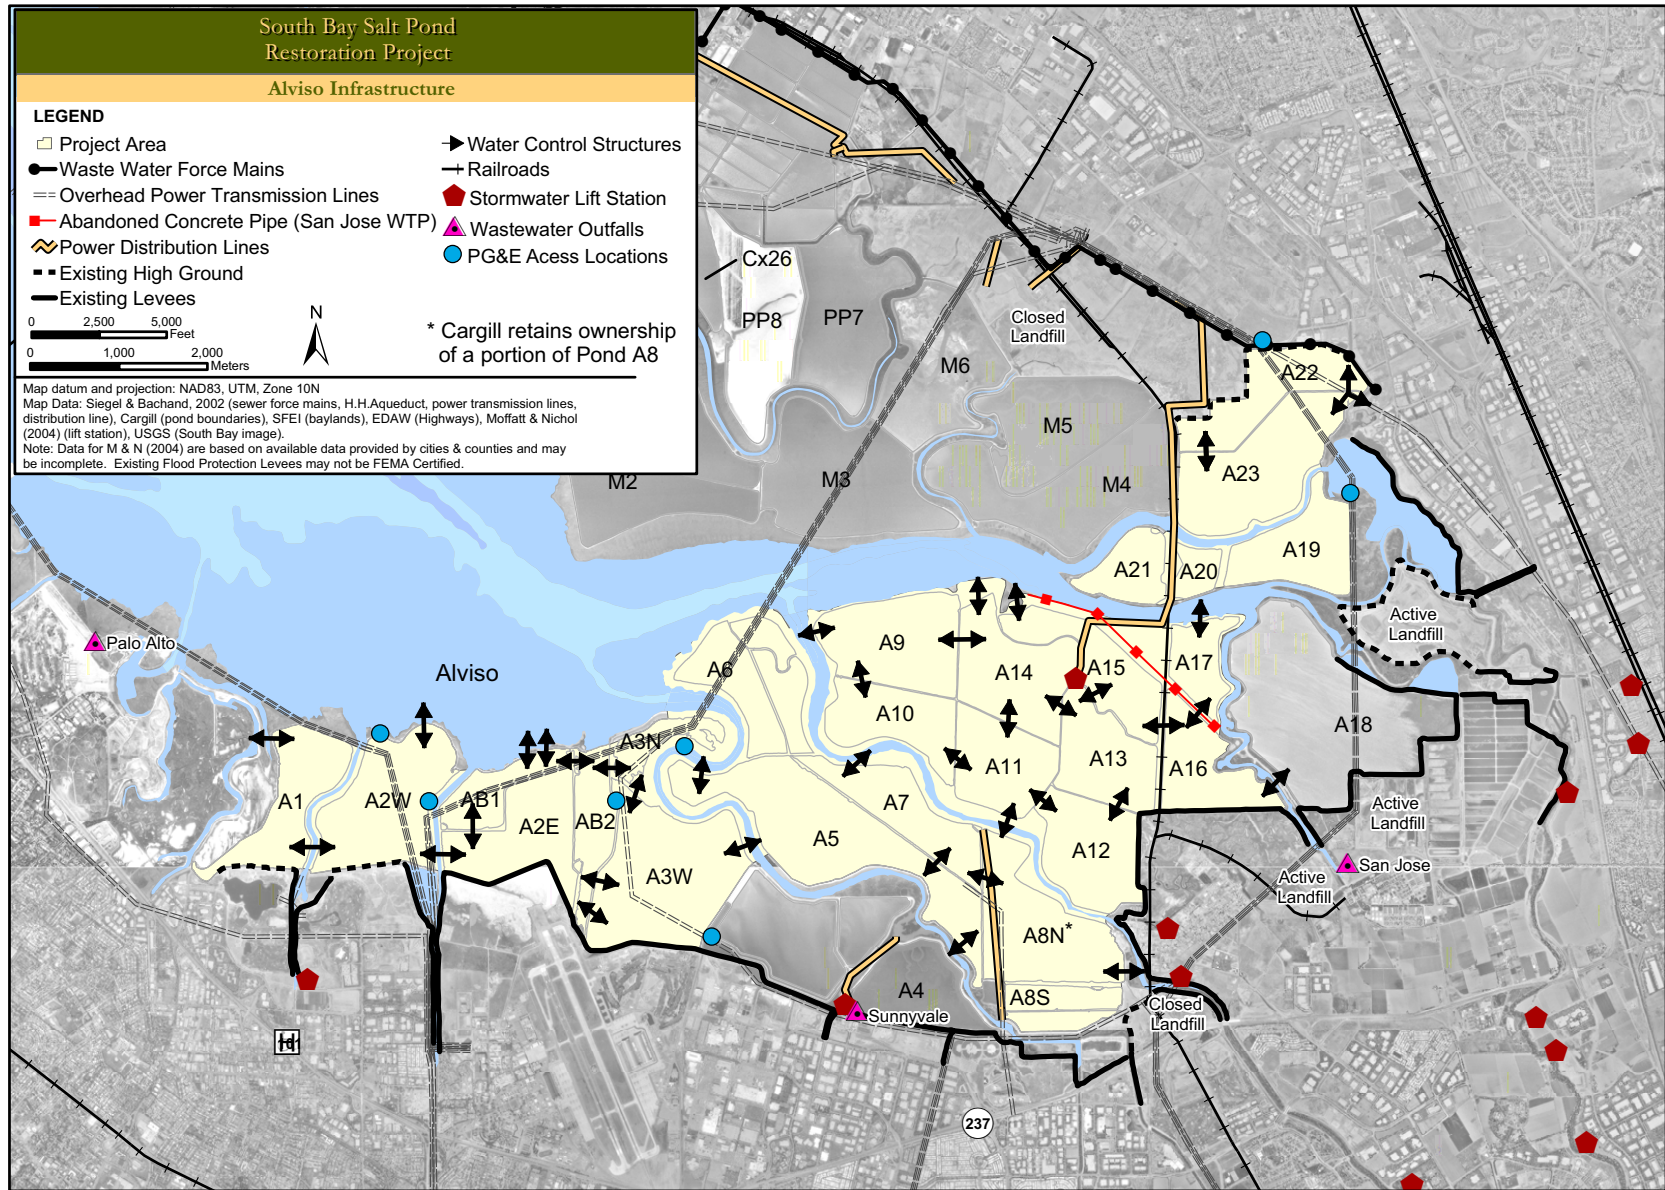 South Bay Salt Pond
Restoration Project
Alviso Infrastructure
LEGEND
Project Area
Waste Water Force Mains
Overhead Power Transmission Lines
Abandoned Concrete Pipe (San Jose WTP)
Power Distribution Lines
Existing High Ground
Existing Levees
Water Control Structures
Railroads
Stormwater Lift Station
Wastewater Outfalls
PG&E Acess Locations
0 2,500 5,000
Feet
0 1,000 2,000
Meters
N
* Cargill retains ownership
of a portion of Pond A8
Map datum and projection: NAD83, UTM, Zone 10N
Map Data: Siegel & Bachand, 2002 (sewer force mains, H.H.Aqueduct, power transmission lines,
distribution line), Cargill (pond boundaries), SFEI (baylands), EDAW (Highways), Moffatt & Nichol
(2004) (lift station), USGS (South Bay image).
Note: Data for M & N (2004) are based on available data provided by cities & counties and may
be incomplete. Existing Flood Protection Levees may not be FEMA Certified.
Cx26
PP8
PP7
Closed
Landfill
M6
A22
M5
M2
M3
M4
A23
A19
A21
A20
Active
Landfill
Palo Alto
Alviso
A6
A9
A14
A15
A17
A10
A18
A3N
A11
A13
A16
A1
A2W
AB1
A2E
AB2
A7
A5
A12
Active
Landfill
San Jose
A3W
Active
Landfill
A8N*
A4
A8S
Closed
Landfill
Sunnyvale
237